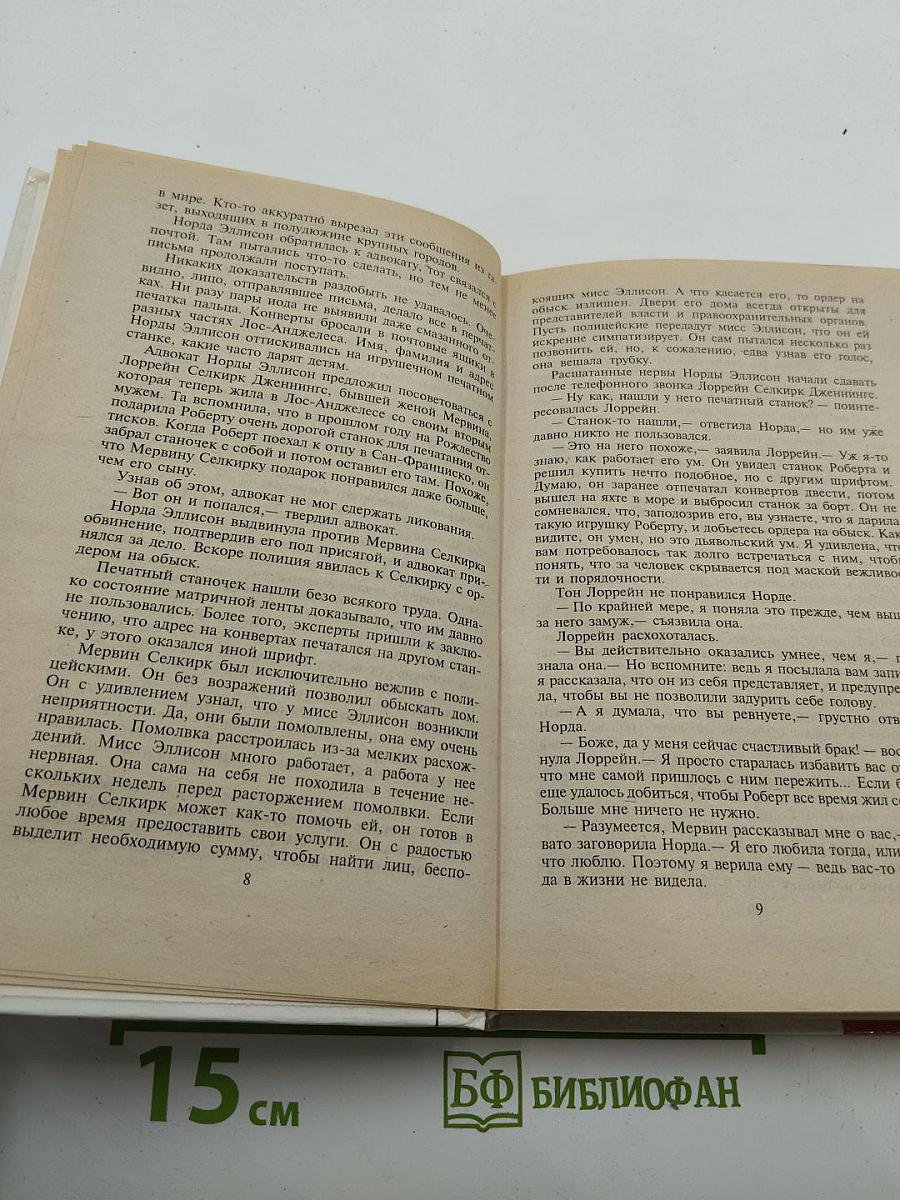 в мире. Кто-то аккуратно вырезал эти сообщения из га-
зет, выходящих в полудюжине крупных городов.
Норда Эллисон обратилась к адвокату, тот связался с
почтой. Там пытались что-то сделать, но тем не менее
письма продолжали поступать.
Никаких доказательств раздобыть не удавалось. Оче-
видно, лицо, отправлявшее письма, делало все в перчат-
ках. Ни разу пары иода не выявили даже смазанного от-
печатка пальца. Конверты бросали в почтовые ящики в
разных частях Лос-Анджелеса. Имя, фамилия и адрес
Норды Эллисон оттискивались на игрушечном печатном
станке, какие часто дарят детям.
Адвокат Норды Эллисон предложил посоветоваться с
Лоррейн Селкирк Дженнингс, бывшей женой Мервина,
которая теперь жила в Лос-Анджелесе со своим вторым
мужем. Та вспомнила, что в прошлом году на Рождество
подарила Роберту очень дорогой станок для печатания от-
тисков. Когда Роберт поехал к отцу в Сан-Франциско, он
забрал станочек с собой и потом оставил его там. Похоже,
что Мервину Селкирку подарок понравился даже больше,
чем его сыну.
Узнав об этом, адвокат не мог сдержать ликования.
— Вот он и попался,— твердил адвокат.
Норда Эллисон выдвинула против Мервина Селкирка
обвинение, подтвердив его под присягой, и адвокат при-
нялся за дело. Вскоре полиция явилась к Селкирку с ор-
дером на обыск.
Печатный станочек нашли безо всякого труда. Одна-
ко состояние матричной ленты доказывало, что им давно
не пользовались. Более того, эксперты пришли к заклю-
чению, что адрес на конвертах печатался на другом стан-
ке, у этого оказался иной шрифт.
Мервин Селкирк был исключительно вежлив с поли-
цейскими. Он без возражений позволил обыскать дом.
Он с удивлением узнал, что у мисс Эллисон возникли
неприятности. Да, они были помолвлены, она ему очень
нравилась. Помолвка расстроилась из-за мелких расхож-
дений. Мисс Эллисон много работает, а работа у нее
нервная. Она сама на себя не походила в течение не-
скольких недель перед расторжением помолвки. Если
Мервин Селкирк может как-то помочь ей, он готов в
любое время предоставить свои услуги. Он с радостью
выделит необходимую сумму, чтобы найти лиц, беспо-
8
коящих мисс Эллисон. А что касается его, то ордер на
обыск излишен. Двери его дома всегда открыты для
представителей власти и правоохранительных органов.
Пусть полицейские передадут мисс Эллисон, что он ей
искренне симпатизирует. Он сам пытался несколько раз
позвонить ей, но, к сожалению, едва узнав его голос,
она вешала трубку.
Расшатанные нервы Норды Эллисон начали сдавать
после телефонного звонка Лоррейн Селкирк Дженнингс.
— Ну как, нашли у него печатный станок? — поинте-
ресовалась Лоррейн.
— Станок-то нашли,— ответила Норда,— но им уже
давно никто не пользовался.
— Это на него похоже,— заявила Лоррейн.— Уж я-то
знаю, как работает его ум. Он увидел станок Роберта и
решил купить нечто подобное, но с другим шрифтом.
Думаю, он заранее отпечатал конвертов двести, потом
вышел на яхте в море и выбросил станок за борт. Он не
сомневался, что, заподозрив его, вы узнаете, что я дарила
такую игрушку Роберту, и добьетесь ордера на обыск. Как
видите, он умен, но это дьявольский ум. Я удивлена, что
вам потребовалось так долго встречаться с ним, чтобы
понять, что за человек скрывается под маской вежливос
ти и порядочности.
Тон Лоррейн не понравился Норде.
— По крайней мере, я поняла это прежде, чем выш
за него замуж,— съязвила она.
Лоррейн расхохоталась.
— Вы действительно оказались умнее, чем я,— п
знала она.— Но вспомните: ведь я посылала вам запи
я рассказала, что он из себя представляет, и предупре
ла, чтобы вы не позволили задурить себе голову.
— А я думала, что вы ревнуете,— грустно отв
Норда.
— Боже, да у меня сейчас счастливый брак! — вос
нула Лоррейн.— Я просто старалась избавить вас от
что мне самой пришлось с ним пережить... Если б
еще удалось добиться, чтобы Роберт все время жил со
Больше мне ничего не нужно.
— Разумеется, Мервин рассказывал мне о вас,—
вато заговорила Норда.— Я его любила тогда, или
что люблю. Поэтому я верила ему — ведь вас-то
да в жизни не видела.
9
15 см
БФ БИБЛИОФАН